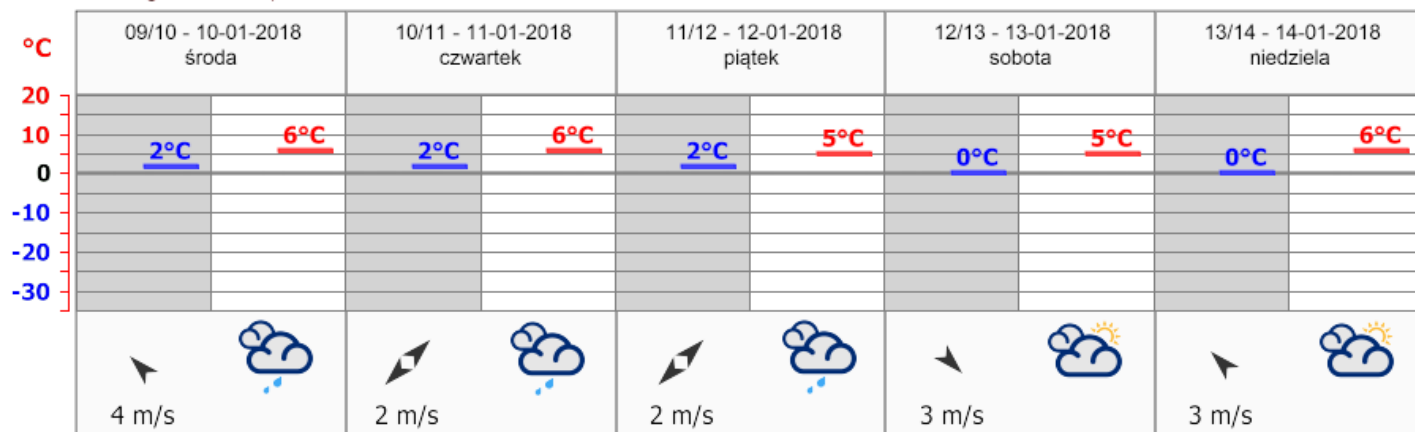 °C
09/10 - 10-01-2018
środa
10/11 - 11-01-2018
czwartek
11/12 - 12-01-2018
piątek
12/13 - 13-01-2018
sobota
13/14 - 14-01-2018
niedziela
20
10
0
-10
-20
-30
2°C
6°C
2°C
6°C
2°C
5°C
0°C
5°C
0°C
6°C
4 m/s
2 m/s
2 m/s
3 m/s
3 m/s